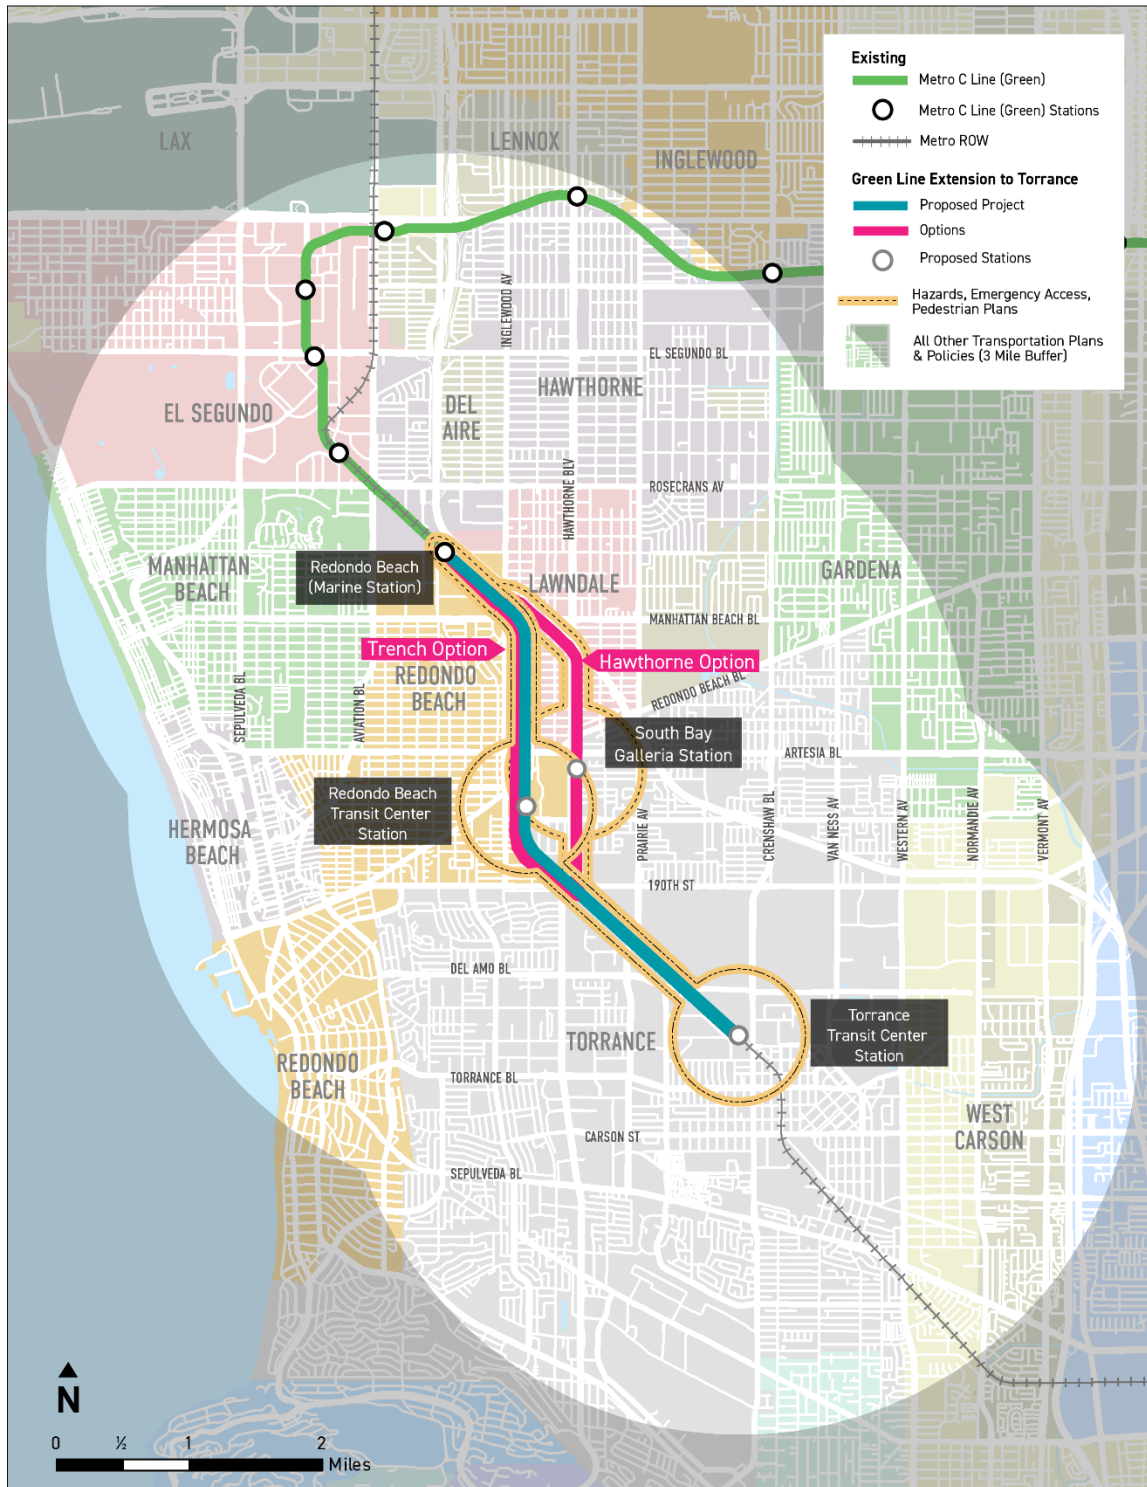 Existing
Metro C Line (Green)
Metro C Line (Green) Stations
Metro ROW
Green Line Extension to Torrance
Proposed Project
Options
Proposed Stations
Hazards, Emergency Access,
Pedestrian Plans
All Other Transportation Plans
& Policies (3 Mile Buffer)
LAX
LENNOX
INGLEWOOD
INGLEWOOD AV
EL SEGUNDO BL
HAWTHORNE
EL SEGUNDO
DEL
AIRE
HAWTHORNE BLV
ROSECRANS AV
MANHATTAN
BEACH
Redondo Beach
(Marine Station)
LAWNDALE
GARDENA
MANHATTAN BEACH BL
Trench Option
Hawthorne Option
REDONDO
BEACH
SEPULVEDA BL
AVIATION BL
REDONDO BEACH BL
South Bay
Galleria Station
ARTESIA BL
Redondo Beach
Transit Center
Station
HERMOSA
BEACH
PRAIRIE AV
CRENSHAW BL
VAN NESS AV
WESTERN AV
NORMANDIE AV
VERMONT AV
190TH ST
DEL AMO BL
TORRANCE
Torrance
Transit Center
Station
REDONDO
BEACH
TORRANCE BL
WEST
CARSON
CARSON ST
SEPULVEDA BL
N
0 ½ 1 2
Miles